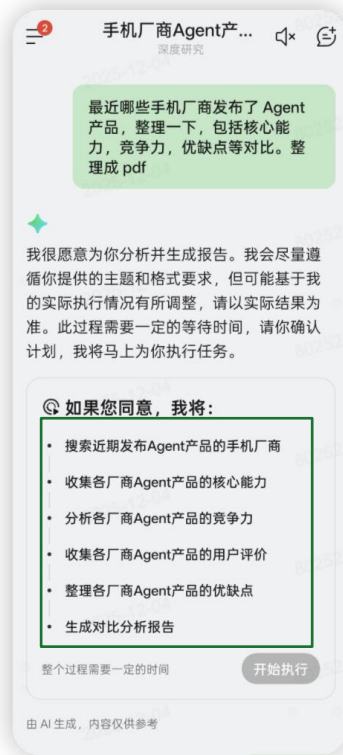 2
手机厂商Agent产...
深度研究
最近哪些手机厂商发布了 Agent
产品，整理一下，包括核心能
力，竞争力，优缺点等对比。整
理成 pdf
我很愿意为你分析并生成报告。我会尽量遵
循你提供的主题和格式要求，但可能基于我
的实际执行情况有所调整，请以实际结果为
准。此过程需要一定的等待时间，请你确认
计划，我将马上为你执行任务。
如果您同意，我将：
• 搜索近期发布Agent产品的手机厂商
• 收集各厂商Agent产品的核心能力
• 分析各厂商Agent产品的竞争力
• 收集各厂商Agent产品的用户评价
• 整理各厂商Agent产品的优缺点
• 生成对比分析报告
整个过程需要一定的时间
开始执行
由 AI 生成，内容仅供参考